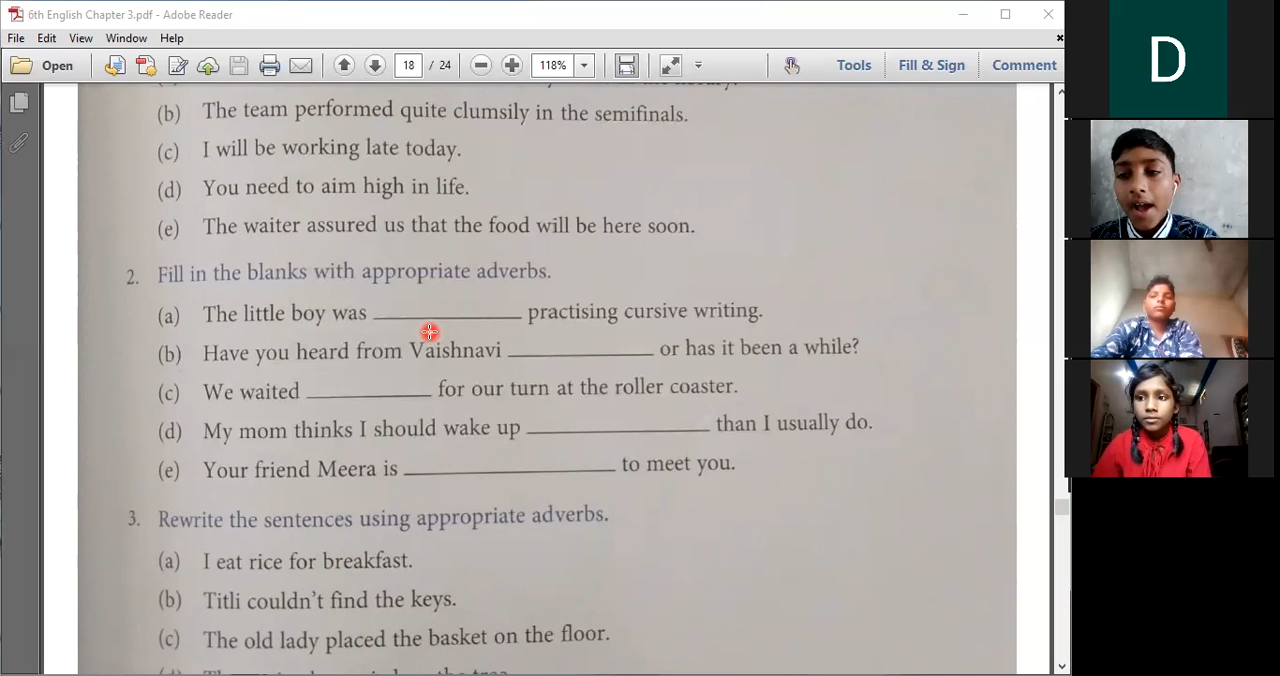 6th English Chapter 3.pdf - Adobe Reader
File Edit View Window Help
Open 18 / 24 118% Tools Fill & Sign Comment
(b) The team performed quite clumsily in the semifinals.
(c) I will be working late today.
(d) You need to aim high in life.
(e) The waiter assured us that the food will be here soon.
2. Fill in the blanks with appropriate adverbs.
(a) The little boy was ____________ practising cursive writing.
(b) Have you heard from Vaishnavi ____________ or has it been a while?
(c) We waited ____________ for our turn at the roller coaster.
(d) My mom thinks I should wake up ____________ than I usually do.
(e) Your friend Meera is ____________ to meet you.
3. Rewrite the sentences using appropriate adverbs.
(a) I eat rice for breakfast.
(b) Titli couldn't find the keys.
(c) The old lady placed the basket on the floor.
D